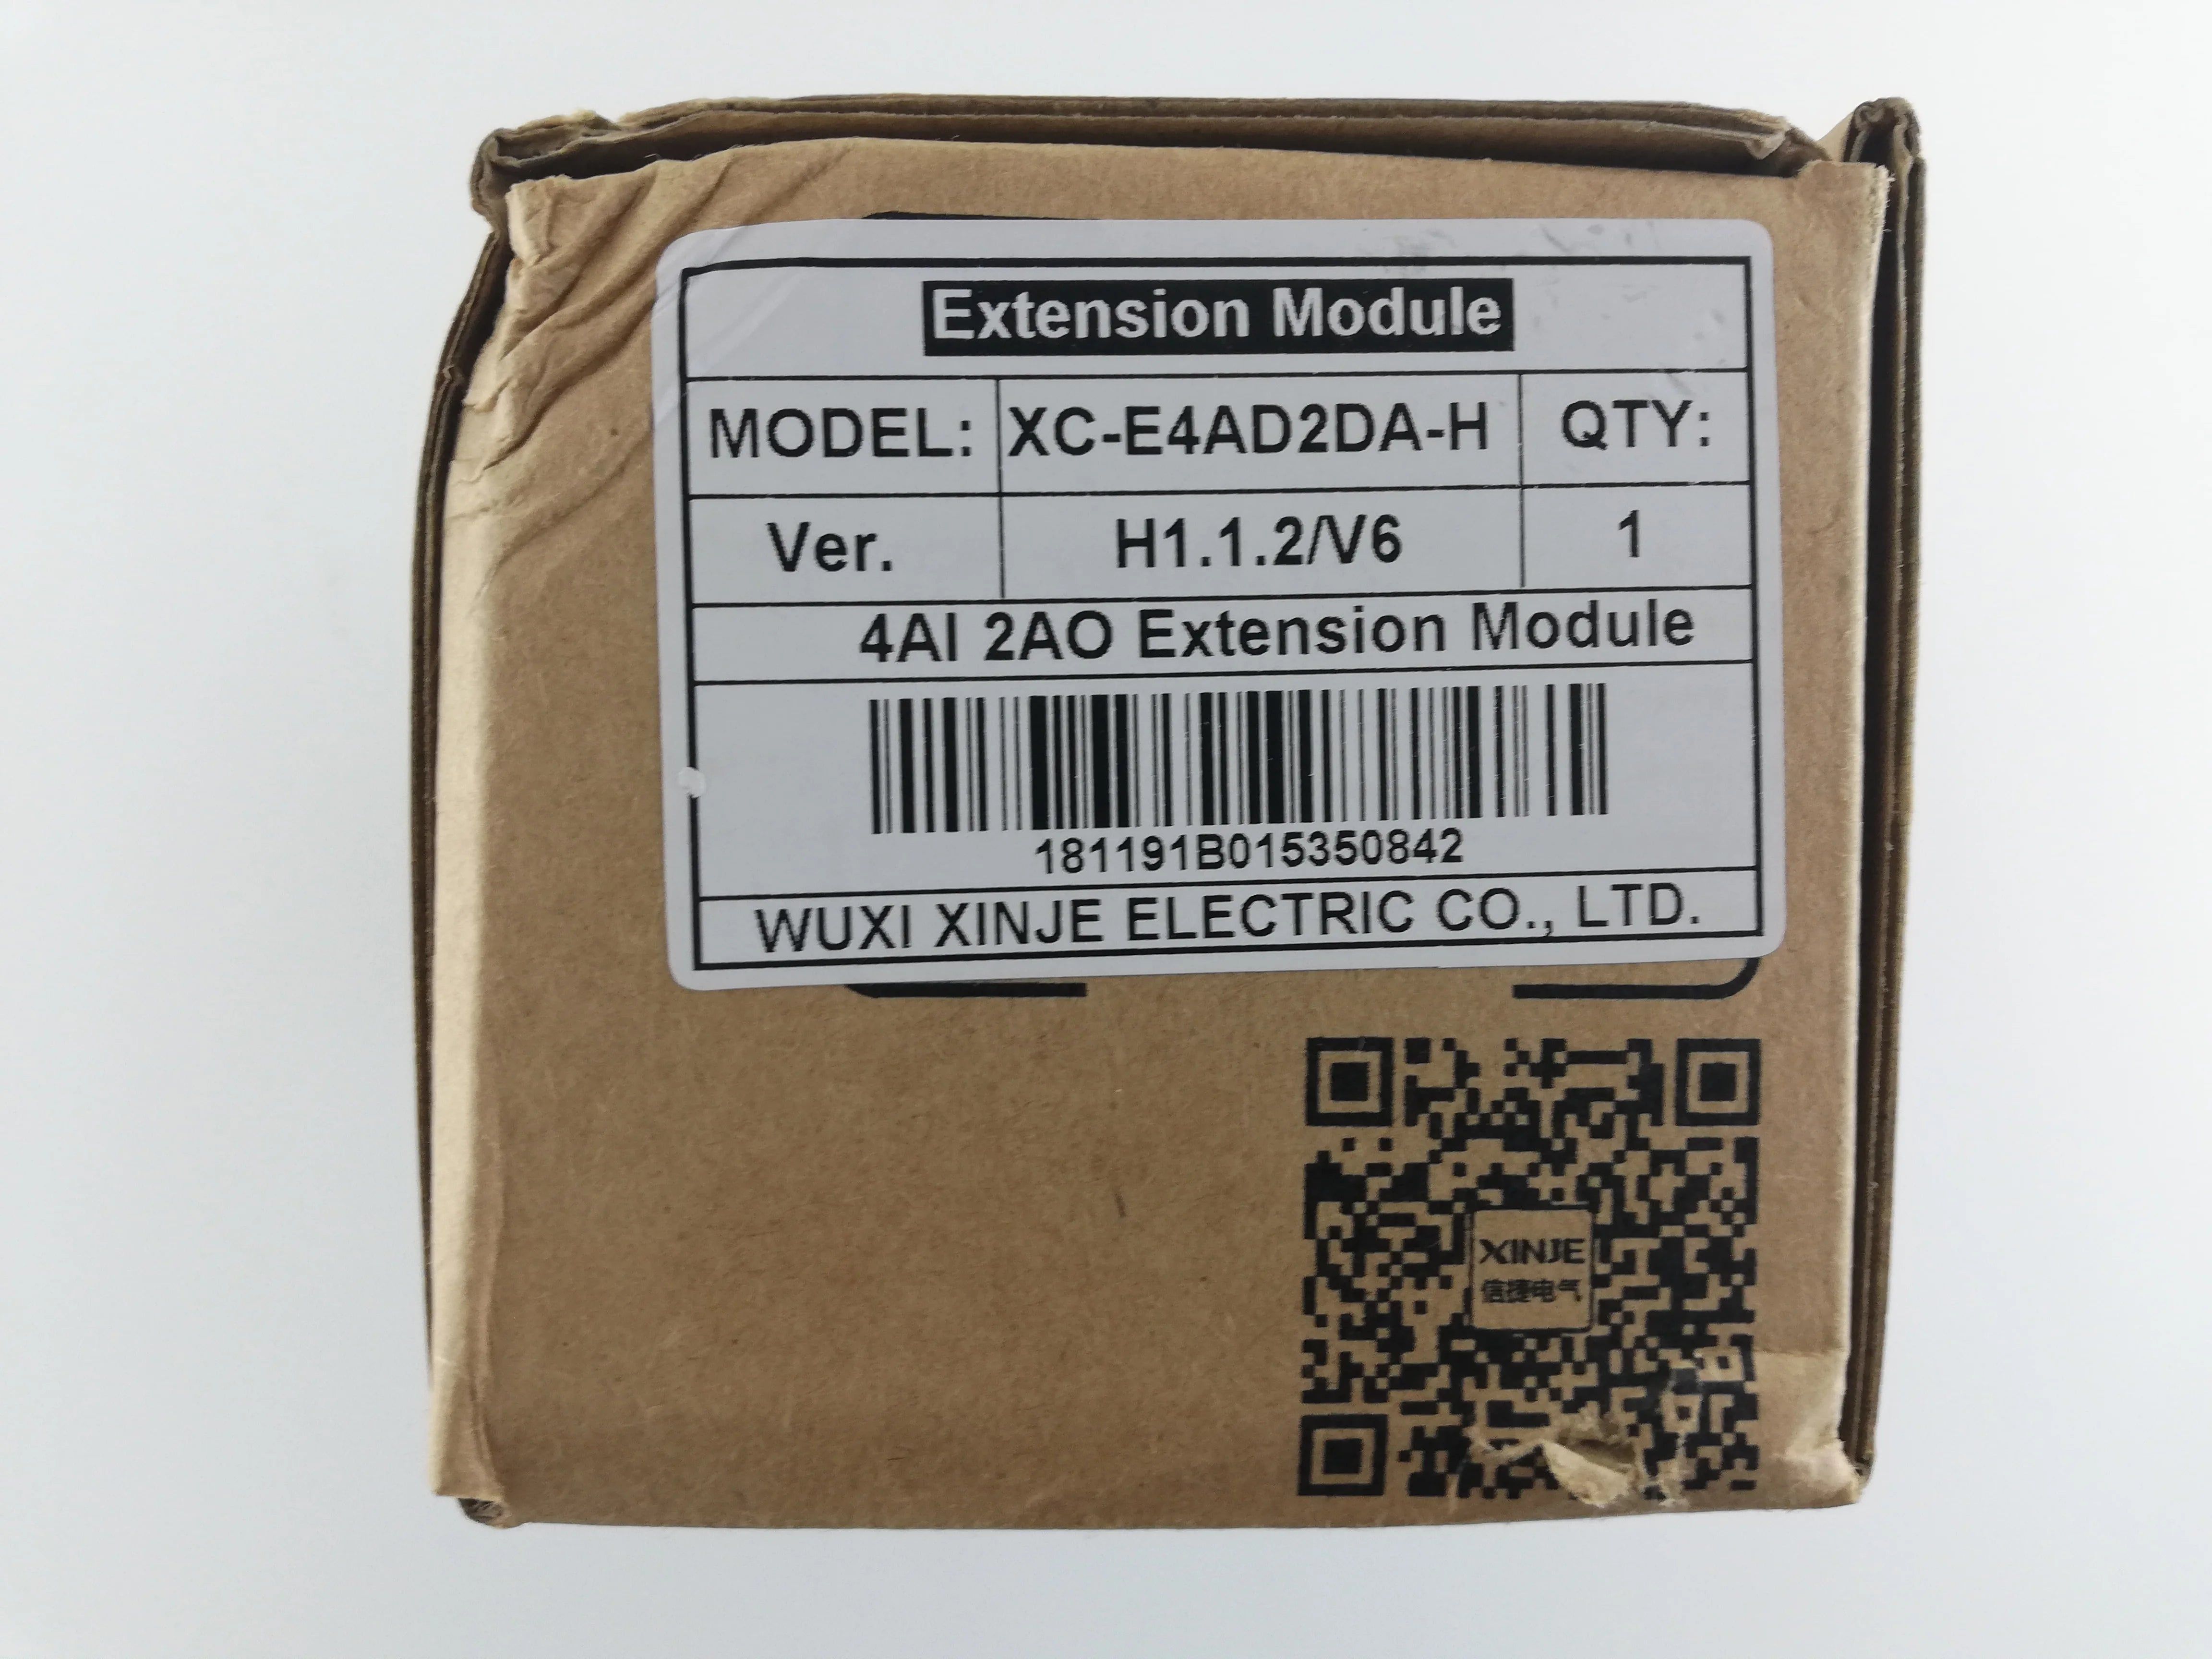 Extension Module
MODEL: XC-E4AD2DA-H QTY:
Ver. H1.1.2/V6 1
4AI 2AO Extension Module
181191B015350842
WUXI XINJE ELECTRIC CO., LTD.
XINJE
信捷电气